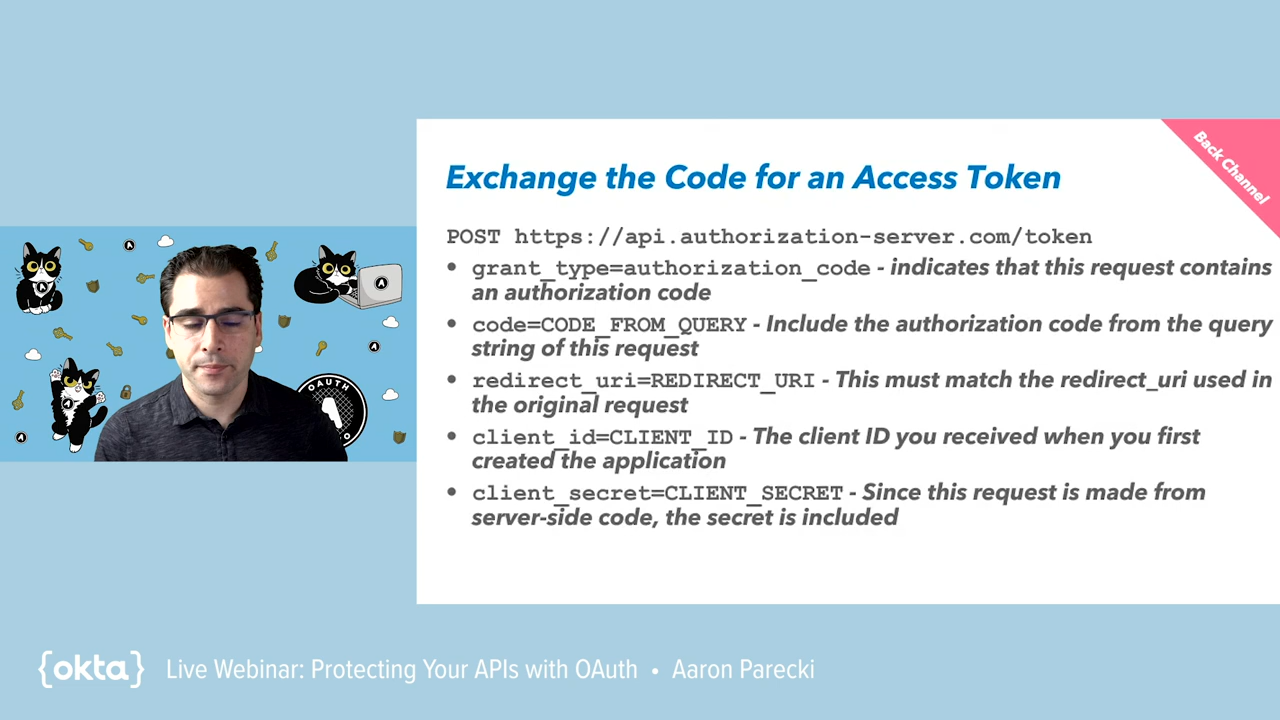 Back Channel
Exchange the Code for an Access Token
POST https://api.authorization-server.com/token
• grant_type=authorization_code - indicates that this request contains
an authorization code
• code=CODE_FROM_QUERY - Include the authorization code from the query
string of this request
• redirect_uri=REDIRECT_URI - This must match the redirect_uri used in
the original request
• client_id=CLIENT_ID - The client ID you received when you first
created the application
• client_secret=CLIENT_SECRET - Since this request is made from
server-side code, the secret is included
OAUTH
{okta} Live Webinar: Protecting Your APIs with OAuth • Aaron Parecki